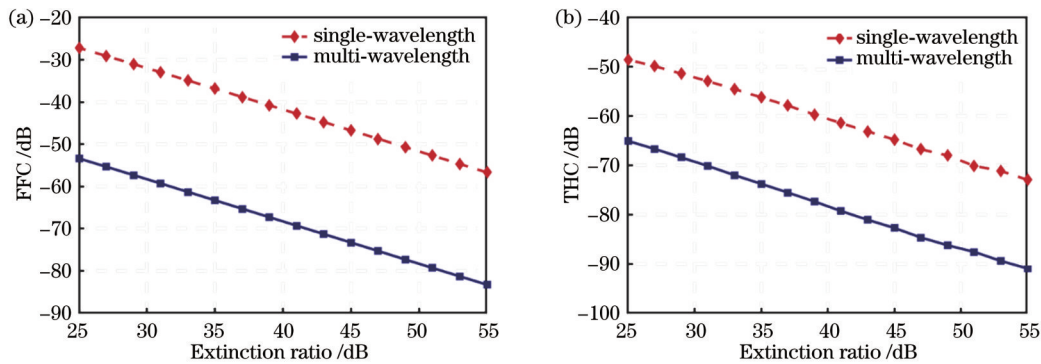 (a)
−20
−30
−40
−50
−60
−70
−80
−90
FFC /dB
single-wavelength
multi-wavelength
25 30 35 40 45 50 55
Extinction ratio /dB
(b)
−40
−50
−60
−70
−80
−90
−100
THC /dB
single-wavelength
multi-wavelength
25 30 35 40 45 50 55
Extinction ratio /dB